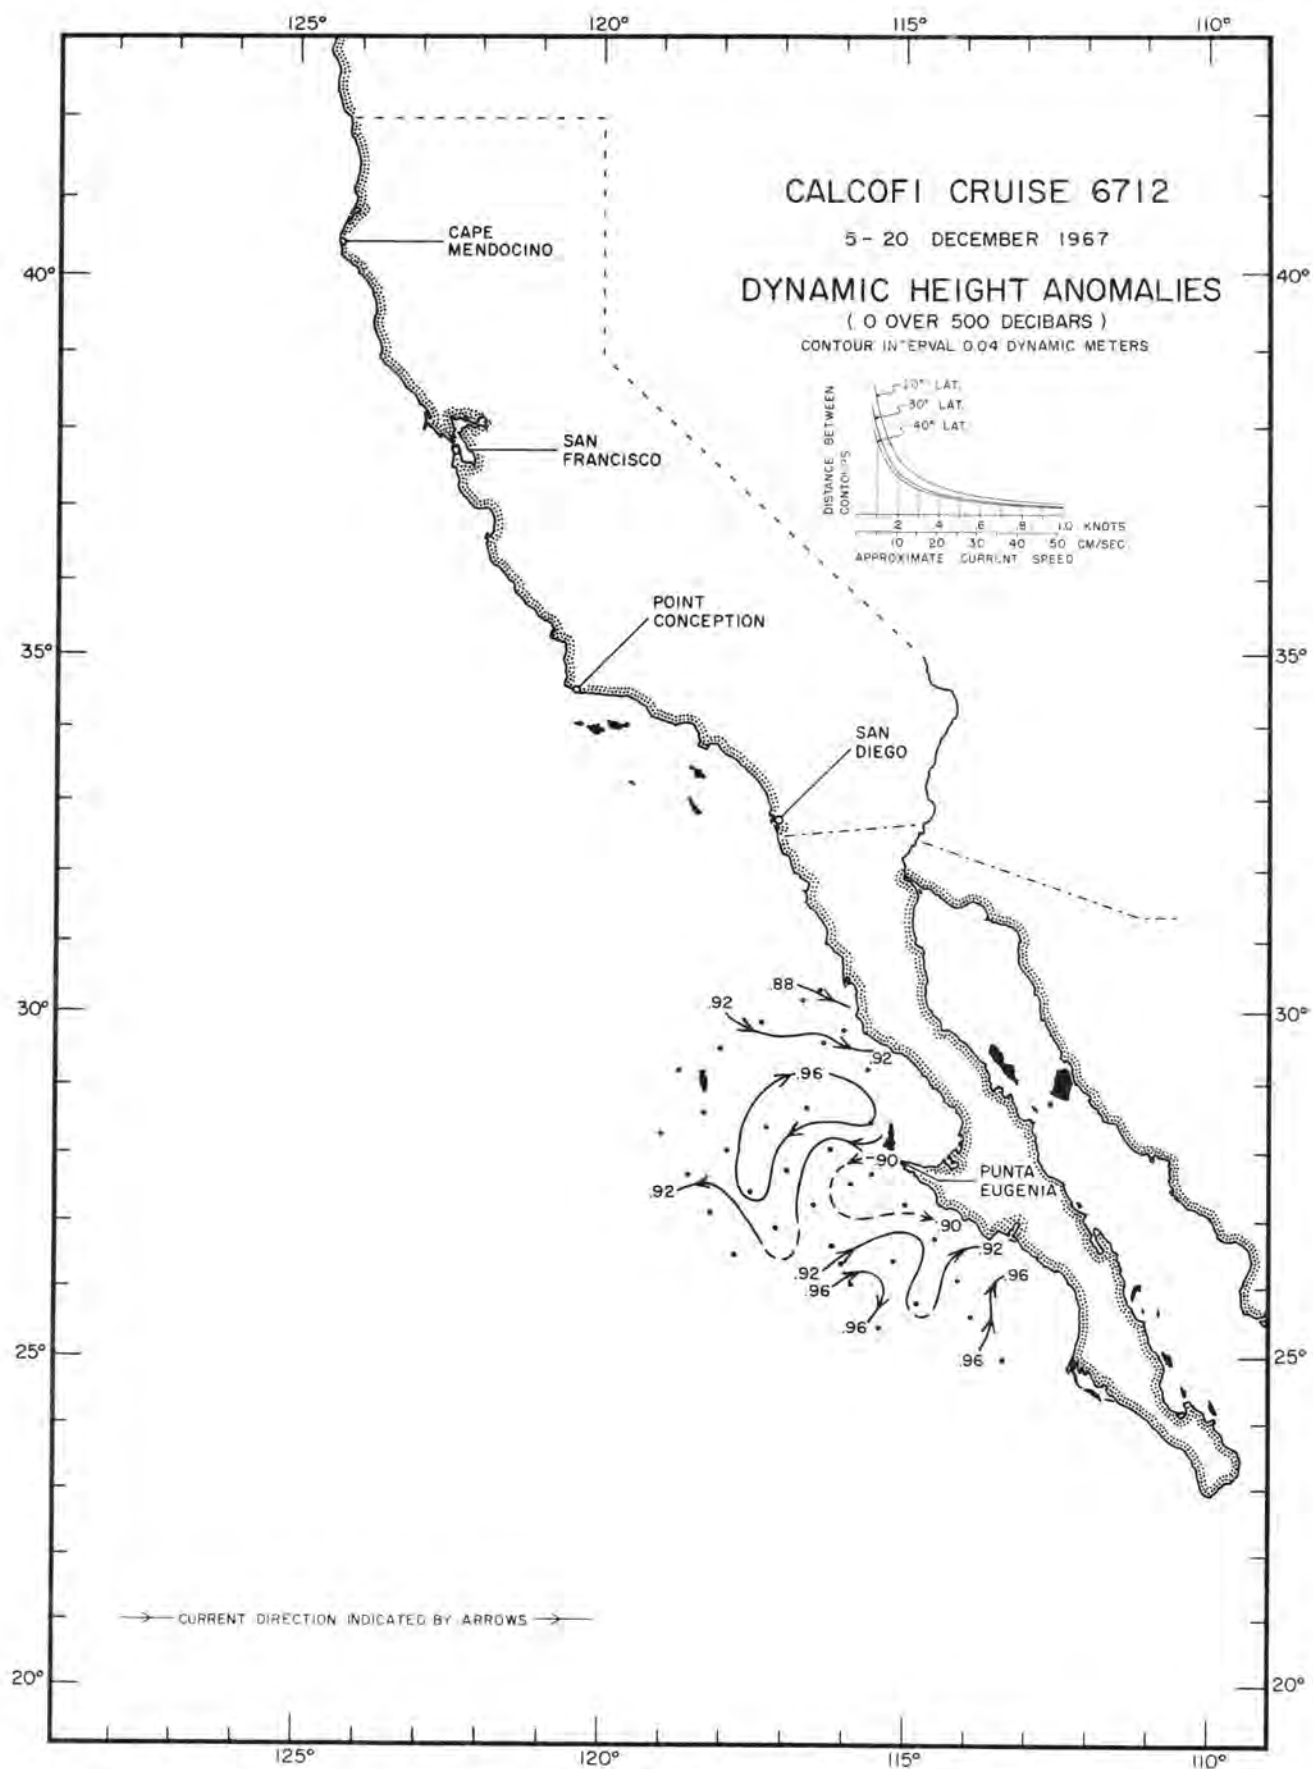 125° 120° 115° 110°
CALCOFI CRUISE 6712
5-20 DECEMBER 1967
CAPE
MENDOCINO
40° 40°
DYNAMIC HEIGHT ANOMALIES
( 0 OVER 500 DECIBARS )
CONTOUR INTERVAL 0.04 DYNAMIC METERS
LAT.
30° LAT.
40° LAT.
DISTANCE BETWEEN
CONTOURS
SAN
FRANCISCO
.2 .4 .6 .8 1.0 KNOTS
10 20 30 40 50 CM/SEC.
APPROXIMATE CURRENT SPEED
POINT
CONCEPTION
35° 35°
SAN
DIEGO
.88
.92
30° 30°
.92
.96
.90
PUNTA
EUGENIA
.92
.90
.92
.92
.96
.96
.96
25° 25°
.96
CURRENT DIRECTION INDICATED BY ARROWS
20° 20°
125° 120° 115° 110°